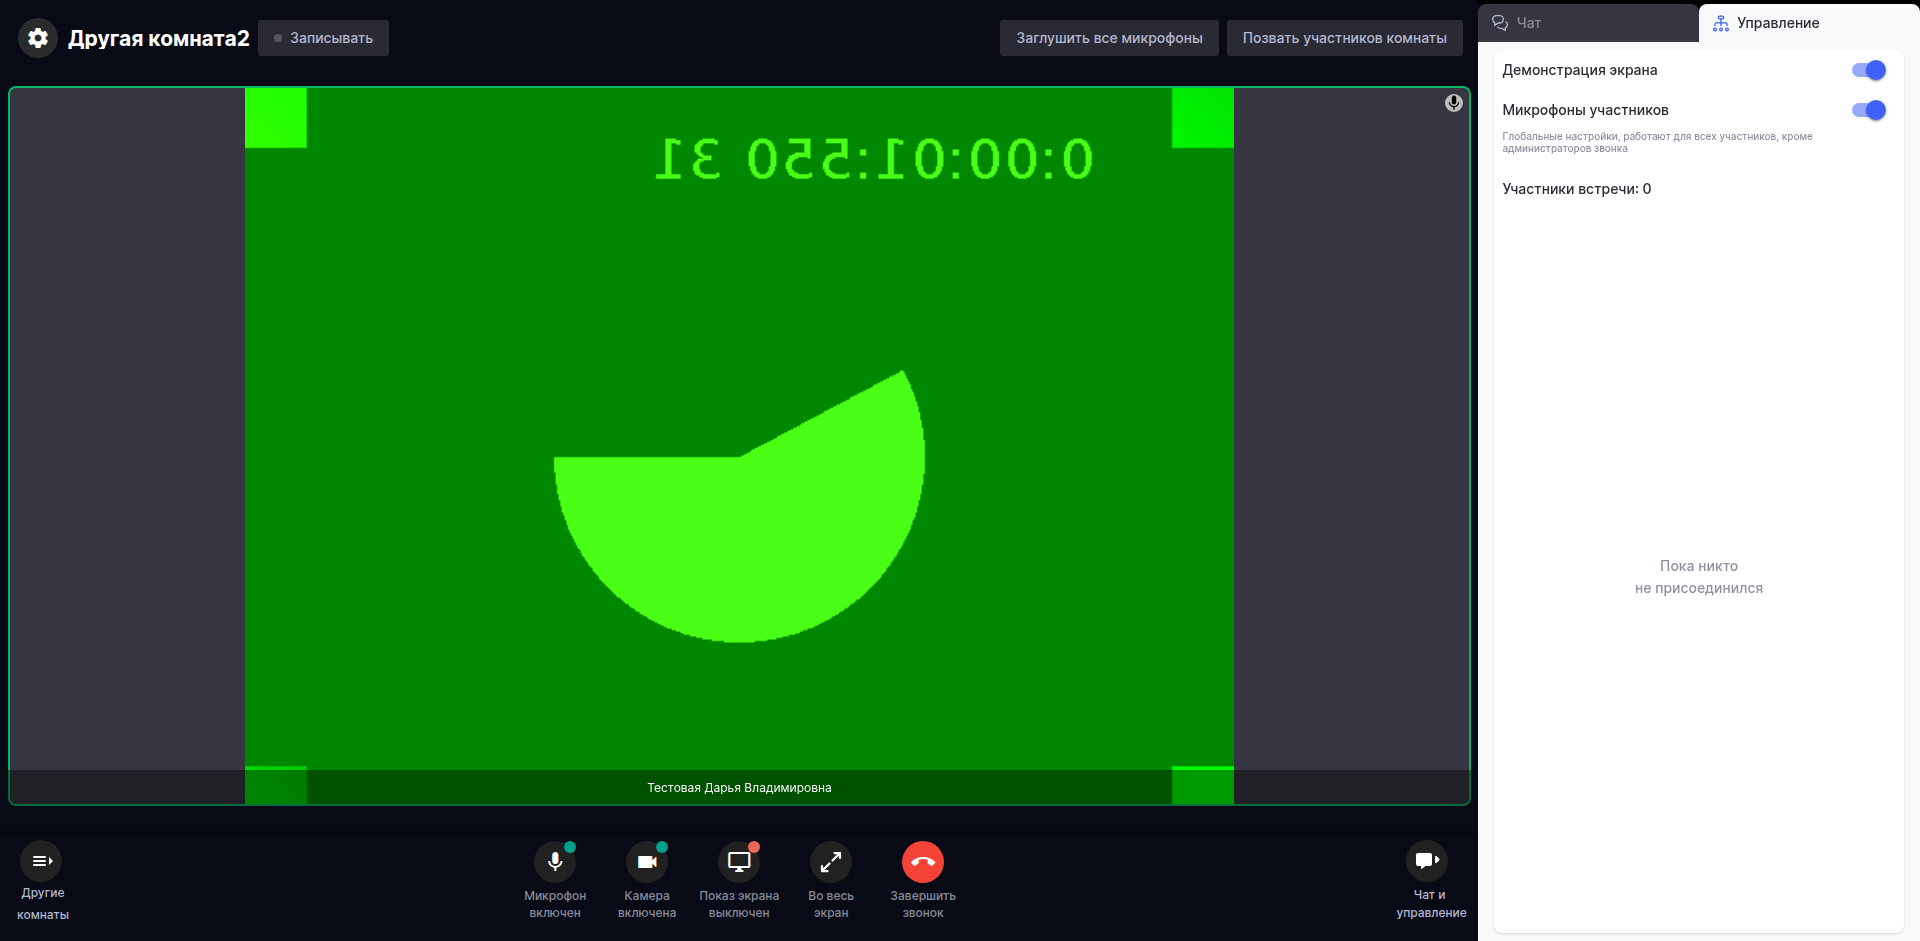 Другая комната2
Записывать
Заглушить все микрофоны
Позвать участников комнаты
Чат
Управление
Демонстрация экрана
Микрофоны участников
Глобальные настройки, работают для всех участников, кроме
администраторов звонка
Участники встречи: 0
0:00:01:550 31
Пока никто
не присоединился
Тестовая Дарья Владимировна
Другие
комнаты
Микрофон
включен
Камера
включена
Показ экрана
выключен
Во весь
экран
Завершить
звонок
Чат и
управление